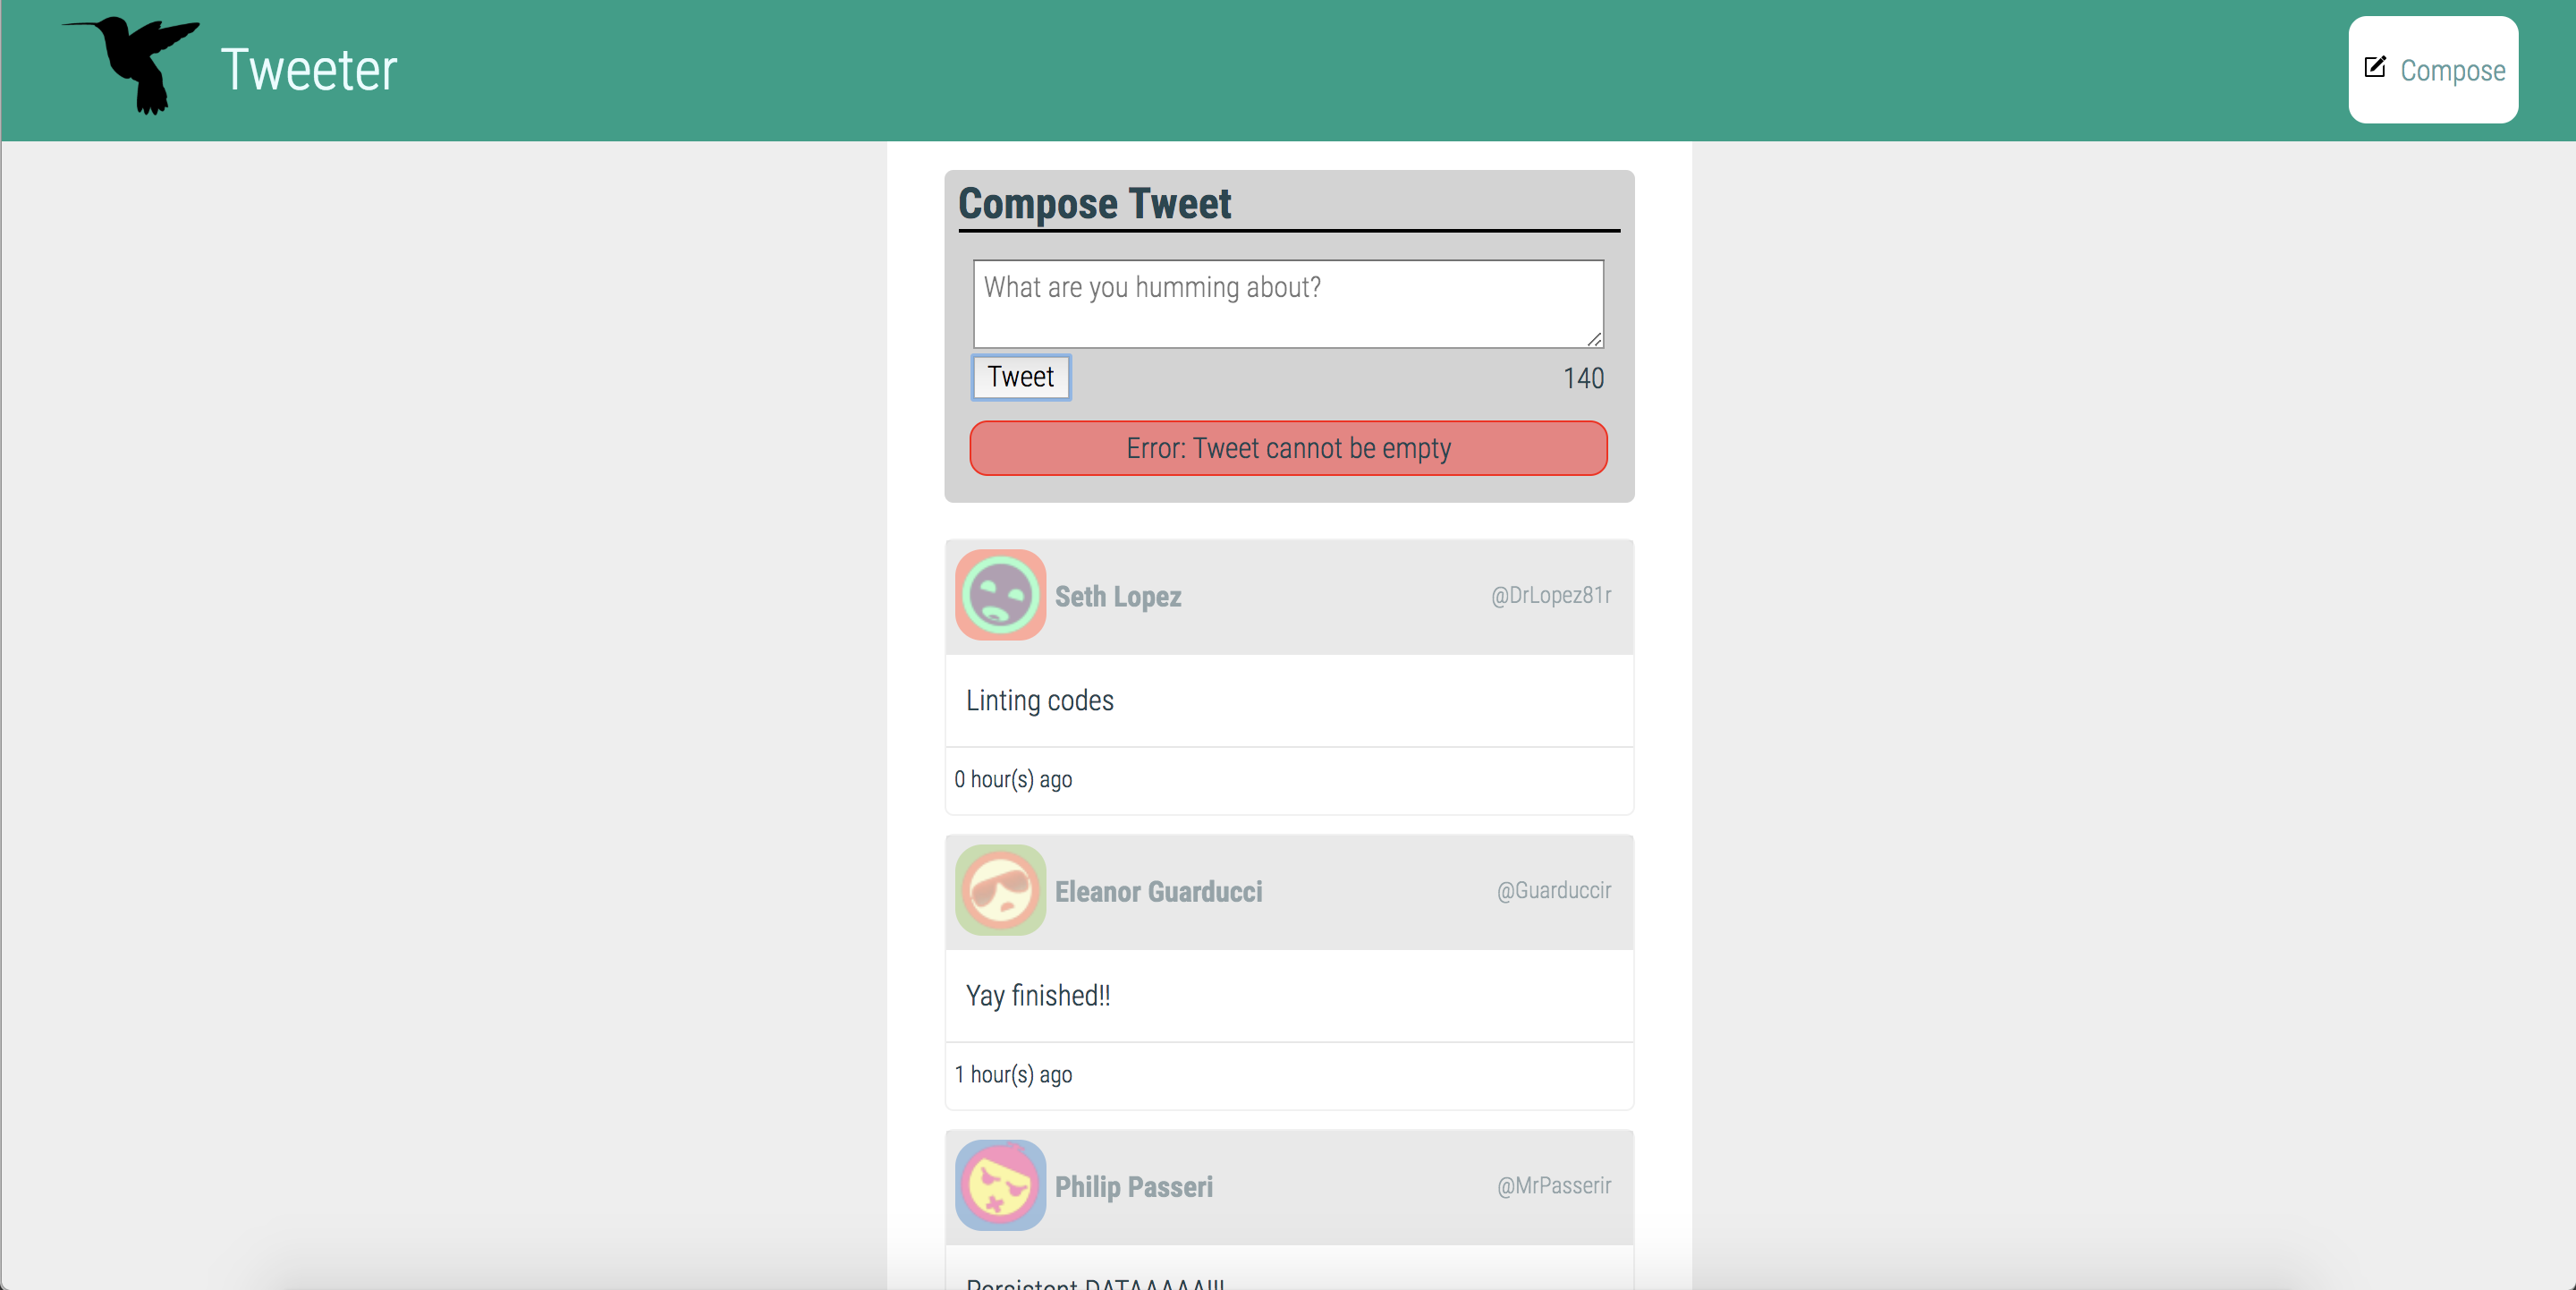 Tweeter
Compose
Compose Tweet
What are you humming about?
Tweet
140
Error: Tweet cannot be empty
Seth Lopez
@DrLopez81r
Linting codes
0 hour(s) ago
Eleanor Guarducci
@Guarduccir
Yay finished!!
1 hour(s) ago
Philip Passeri
@MrPasserir
Persistent